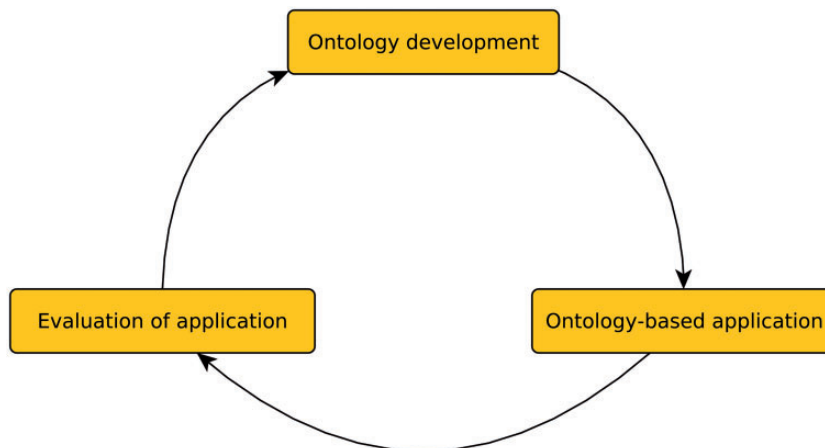 Ontology development
Evaluation of application
Ontology-based application